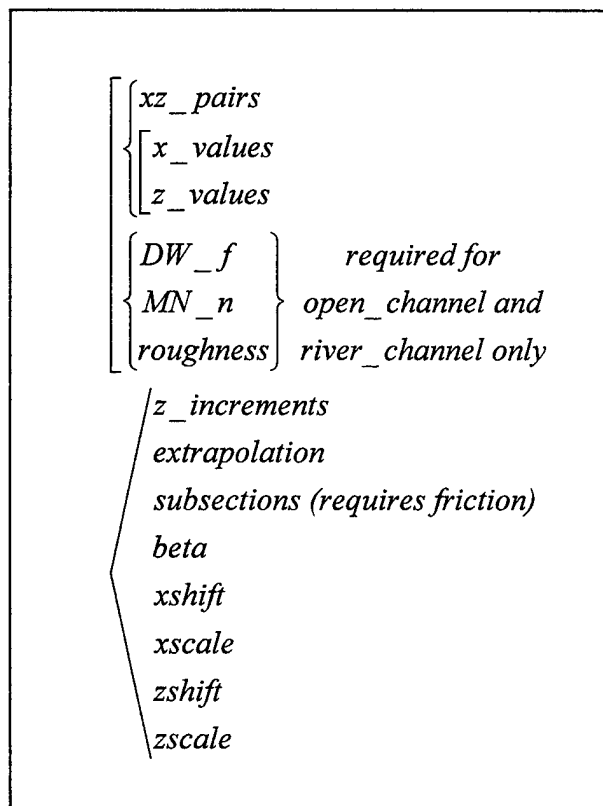 xz_pairs
x_values
z_values
DW_f required for
MN_n open_channel and
roughness river_channel only
z_increments
extrapolation
subsections (requires friction)
beta
xshift
xscale
zshift
zscale